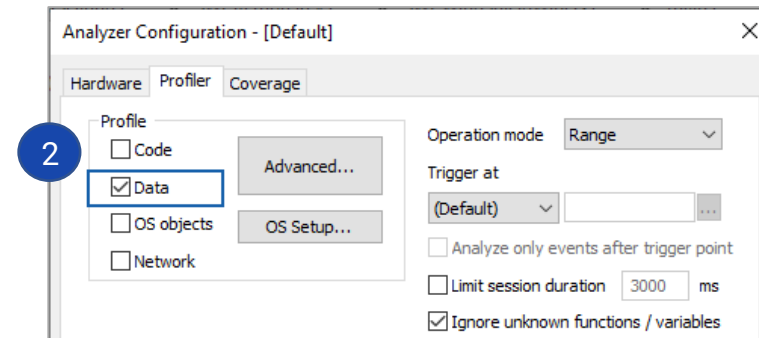 Analyzer Configuration - [Default]
Hardware Profiler Coverage
Profile
2
Code
Data
OS objects
Network
Advanced...
OS Setup...
Operation mode Range
Trigger at
(Default) ...
Analyze only events after trigger point
Limit session duration 3000 ms
Ignore unknown functions / variables